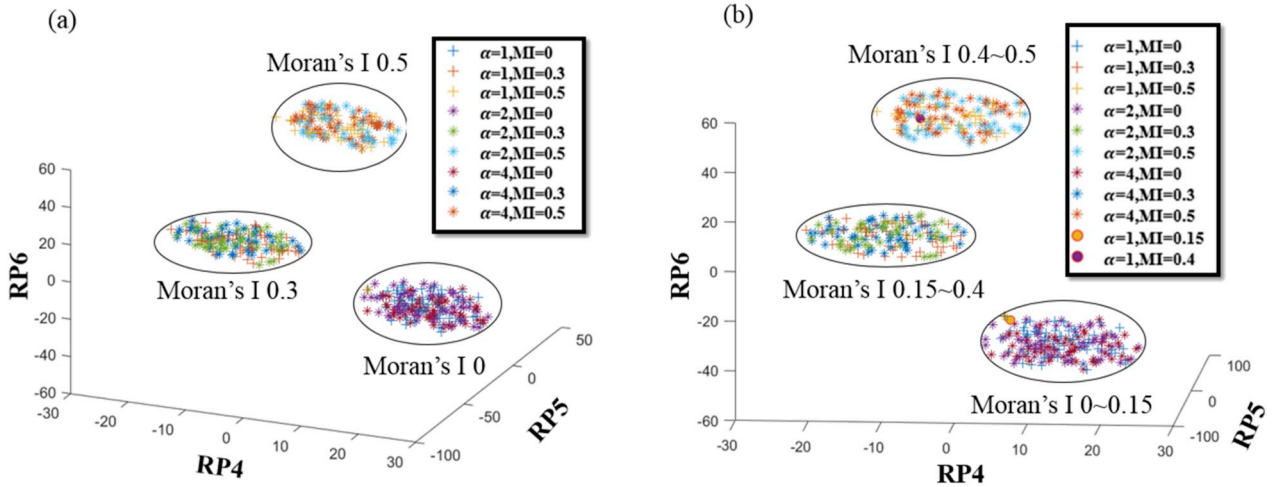 (a)
Moran's I 0.5
α=1,MI=0
α=1,MI=0.3
α=1,MI=0.5
α=2,MI=0
α=2,MI=0.3
α=2,MI=0.5
α=4,MI=0
α=4,MI=0.3
α=4,MI=0.5
Moran's I 0.3
Moran's I 0
60
40
20
0
-20
-40
-60
RP6
-30
-20
-10
0
10
20
30
RP4
-100
-50
0
50
RP5
(b)
Moran's I 0.4~0.5
α=1,MI=0
α=1,MI=0.3
α=1,MI=0.5
α=2,MI=0
α=2,MI=0.3
α=2,MI=0.5
α=4,MI=0
α=4,MI=0.3
α=4,MI=0.5
α=1,MI=0.15
α=1,MI=0.4
Moran's I 0.15~0.4
Moran's I 0~0.15
60
40
20
0
-20
-40
-60
RP6
-30
-20
-10
0
10
20
30
RP4
-100
0
100
RP5